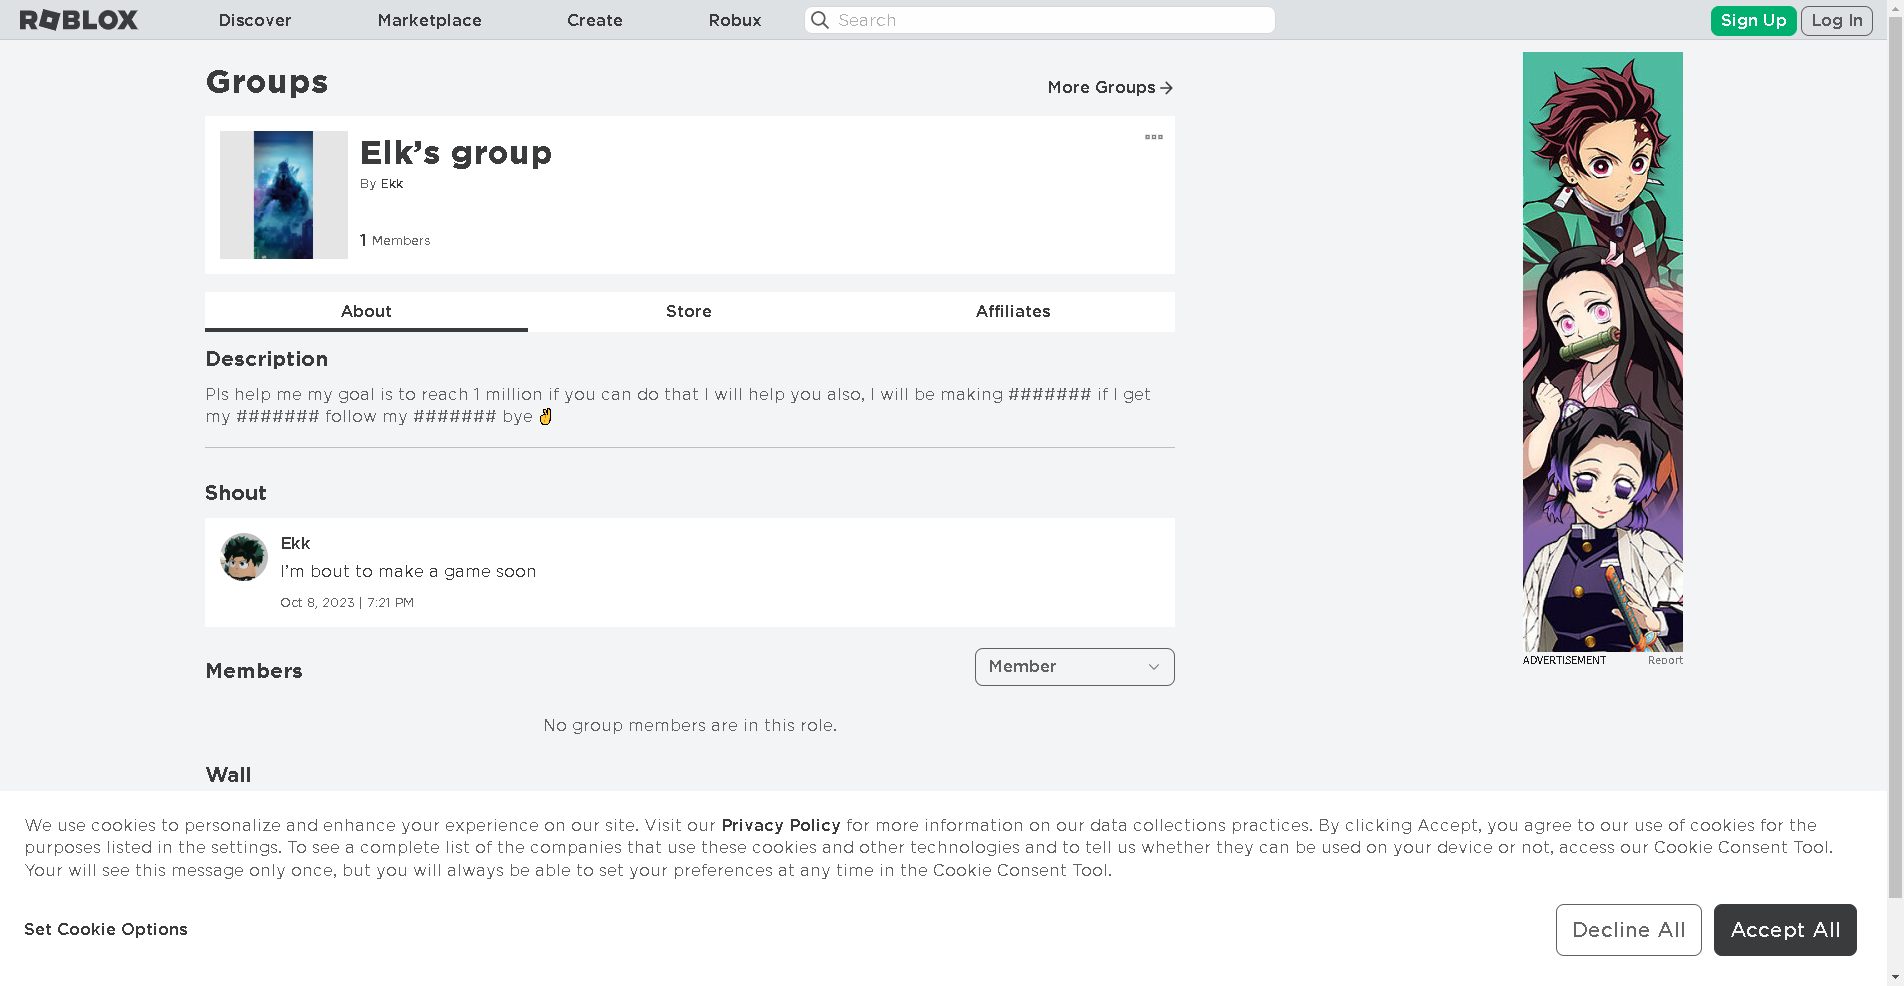 ROBLOX
Discover
Marketplace
Create
Robux
Search
Sign Up
Log In
Groups
More Groups
Elk's group
By Ekk
1 Members
About
Store
Affiliates
Description
Pls help me my goal is to reach 1 million if you can do that I will help you also, I will be making ####### if I get
my ####### follow my ####### bye ✌️
Shout
Ekk
I'm bout to make a game soon
Oct 8, 2023 | 7:21 PM
Members
Member
No group members are in this role.
Wall
ADVERTISEMENT
Report
We use cookies to personalize and enhance your experience on our site. Visit our Privacy Policy for more information on our data collections practices. By clicking Accept, you agree to our use of cookies for the
purposes listed in the settings. To see a complete list of the companies that use these cookies and other technologies and to tell us whether they can be used on your device or not, access our Cookie Consent Tool.
Your will see this message only once, but you will always be able to set your preferences at any time in the Cookie Consent Tool.
Set Cookie Options
Decline All
Accept All